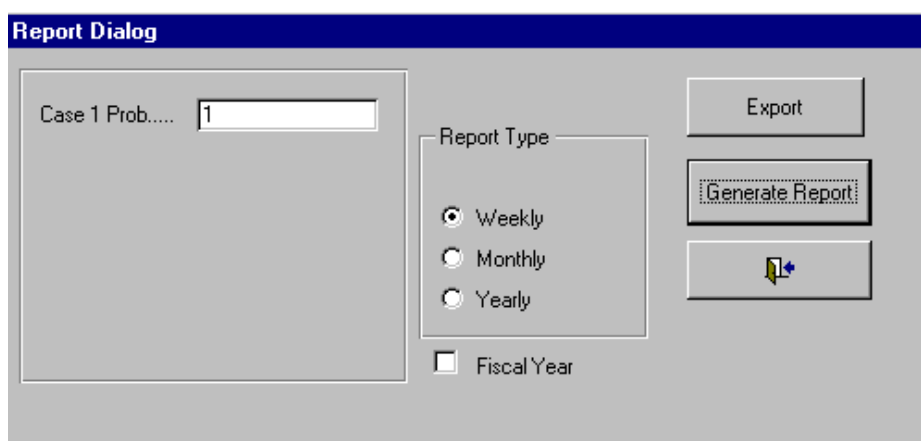 Report Dialog
Case 1 Prob..... 1
Report Type
Weekly
Monthly
Yearly
Fiscal Year
Export
Generate Report